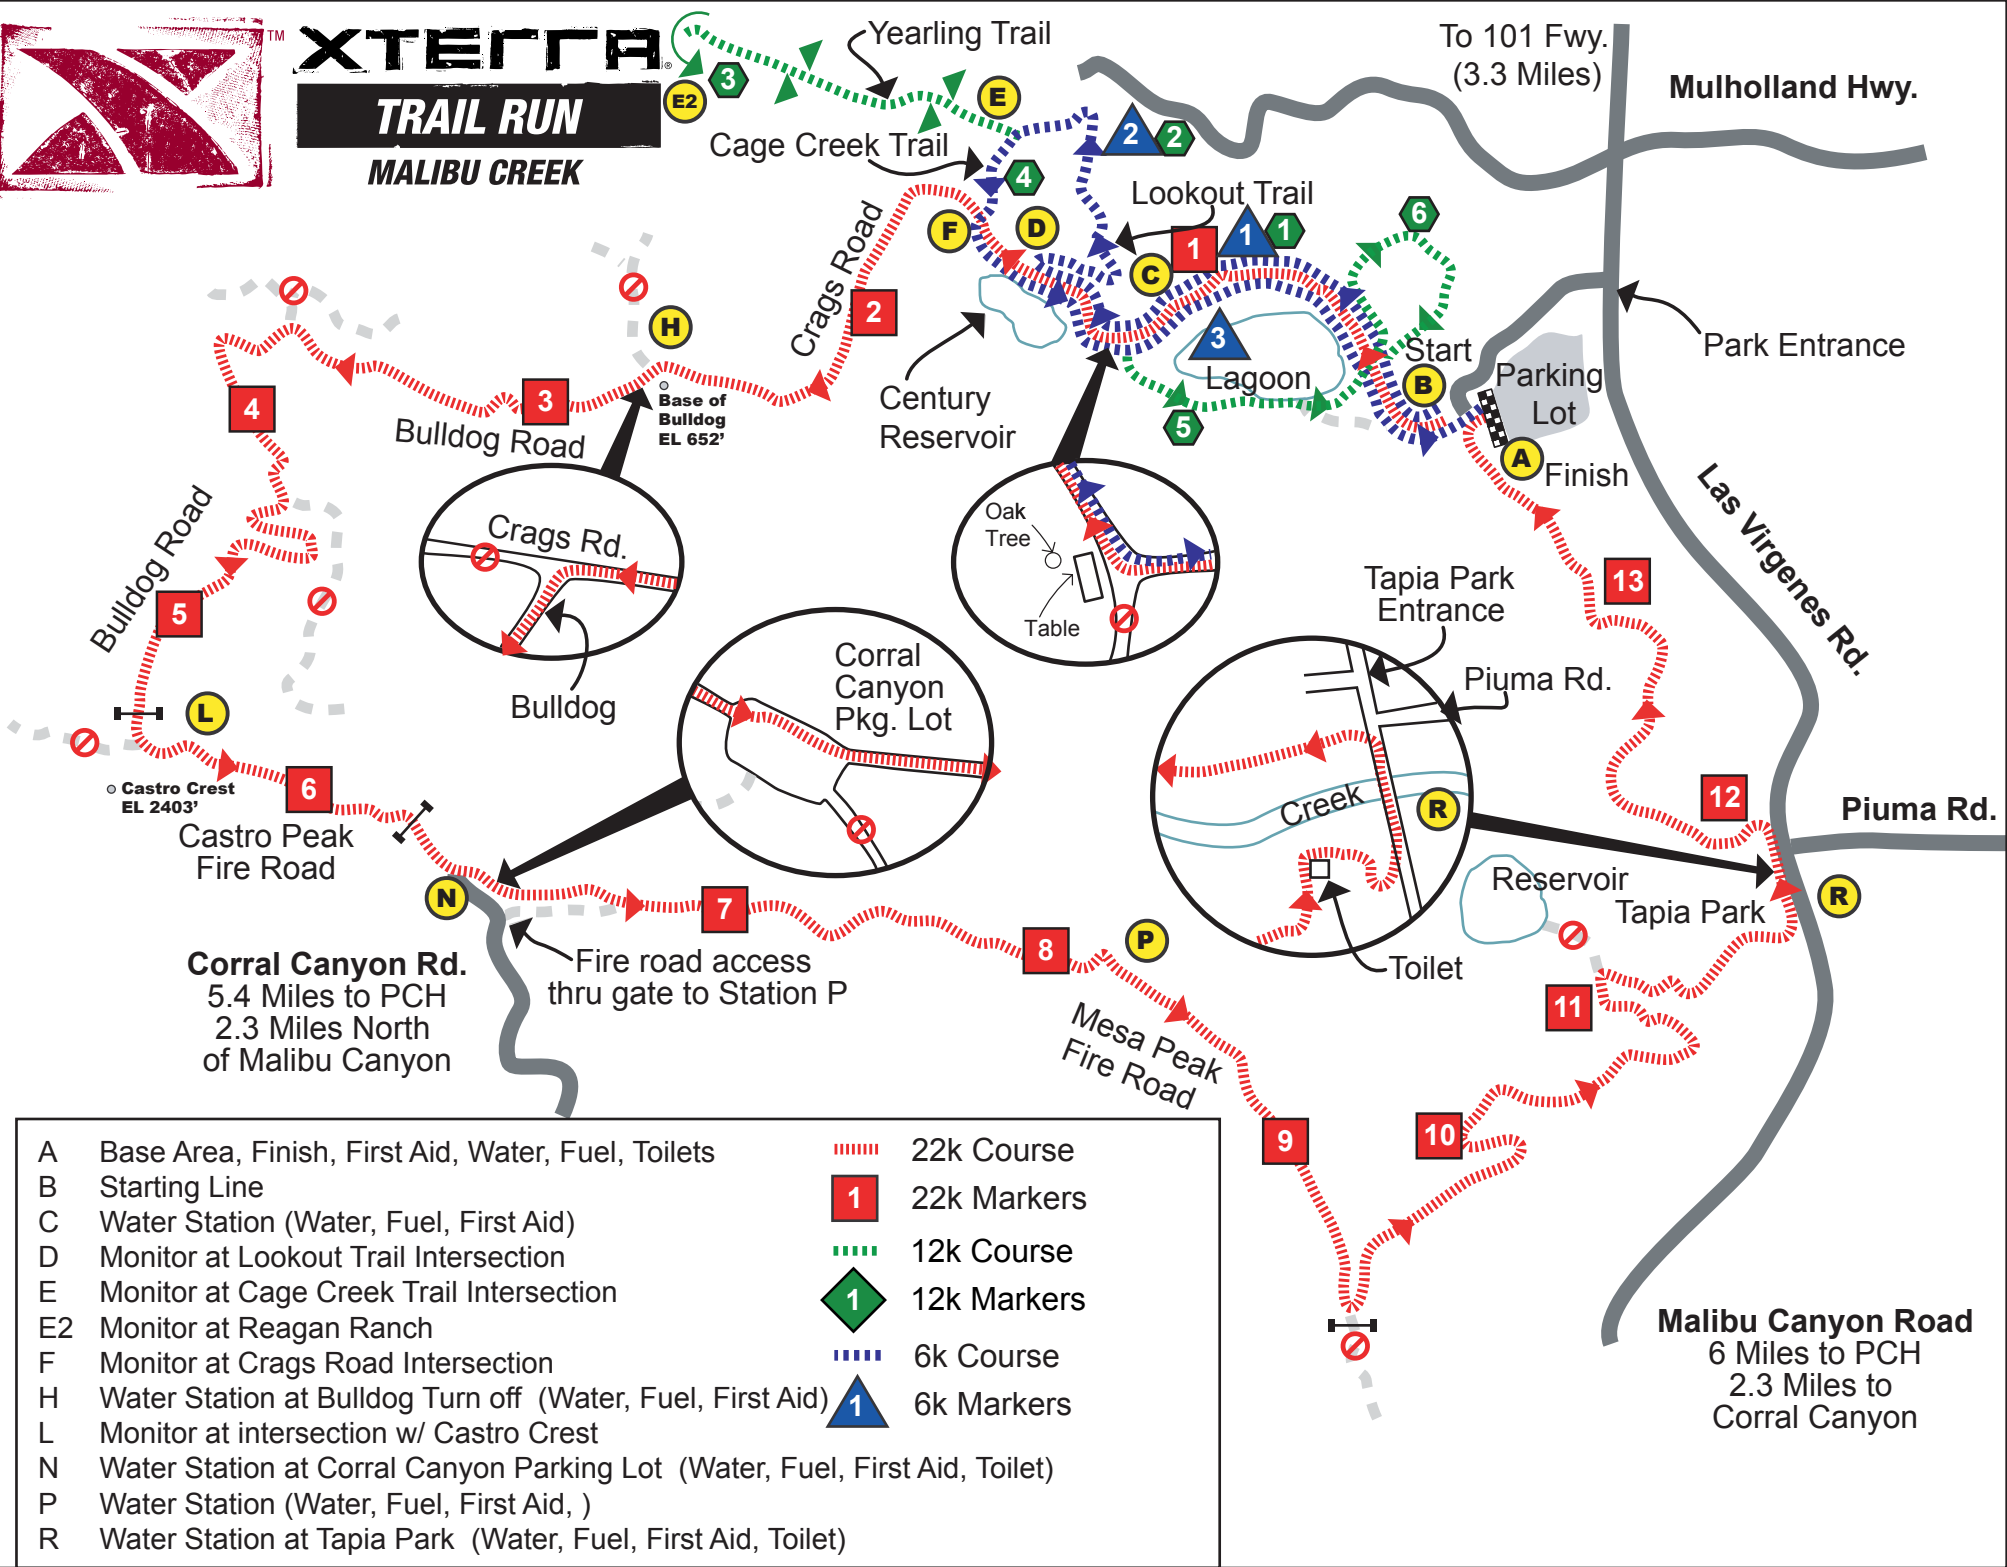 XTERRA
TM
®
TRAIL RUN
MALIBU CREEK
Yearling Trail
E2
3
E
Cage Creek Trail
2
2
4
To 101 Fwy.
(3.3 Miles)
Mulholland Hwy.
Lookout Trail
F
D
C
1
1
1
6
Crags Road
2
H
Base of
Bulldog
EL 652'
3
4
Bulldog Road
Century
Reservoir
3
Lagoon
5
Start
B
Parking
Lot
A
Finish
Park Entrance
Las Virgenes Rd.
Crags Rd.
Bulldog
Oak
Tree
Table
Bulldog Road
5
L
Castro Crest
EL 2403'
6
Castro Peak
Fire Road
N
Corral
Canyon
Pkg. Lot
Tapia Park
Entrance
Piuma Rd.
Creek
R
Toilet
13
12
Piuma Rd.
Reservoir
Tapia Park
R
11
7
8
P
Fire road access
thru gate to Station P
Corral Canyon Rd.
5.4 Miles to PCH
2.3 Miles North
of Malibu Canyon
Mesa Peak
Fire Road
9
10
Malibu Canyon Road
6 Miles to PCH
2.3 Miles to
Corral Canyon
A Base Area, Finish, First Aid, Water, Fuel, Toilets
B Starting Line
C Water Station (Water, Fuel, First Aid)
D Monitor at Lookout Trail Intersection
E Monitor at Cage Creek Trail Intersection
E2 Monitor at Reagan Ranch
F Monitor at Crags Road Intersection
H Water Station at Bulldog Turn off (Water, Fuel, First Aid)
L Monitor at intersection w/ Castro Crest
N Water Station at Corral Canyon Parking Lot (Water, Fuel, First Aid, Toilet)
P Water Station (Water, Fuel, First Aid, )
R Water Station at Tapia Park (Water, Fuel, First Aid, Toilet)
22k Course
1 22k Markers
12k Course
1 12k Markers
6k Course
1 6k Markers